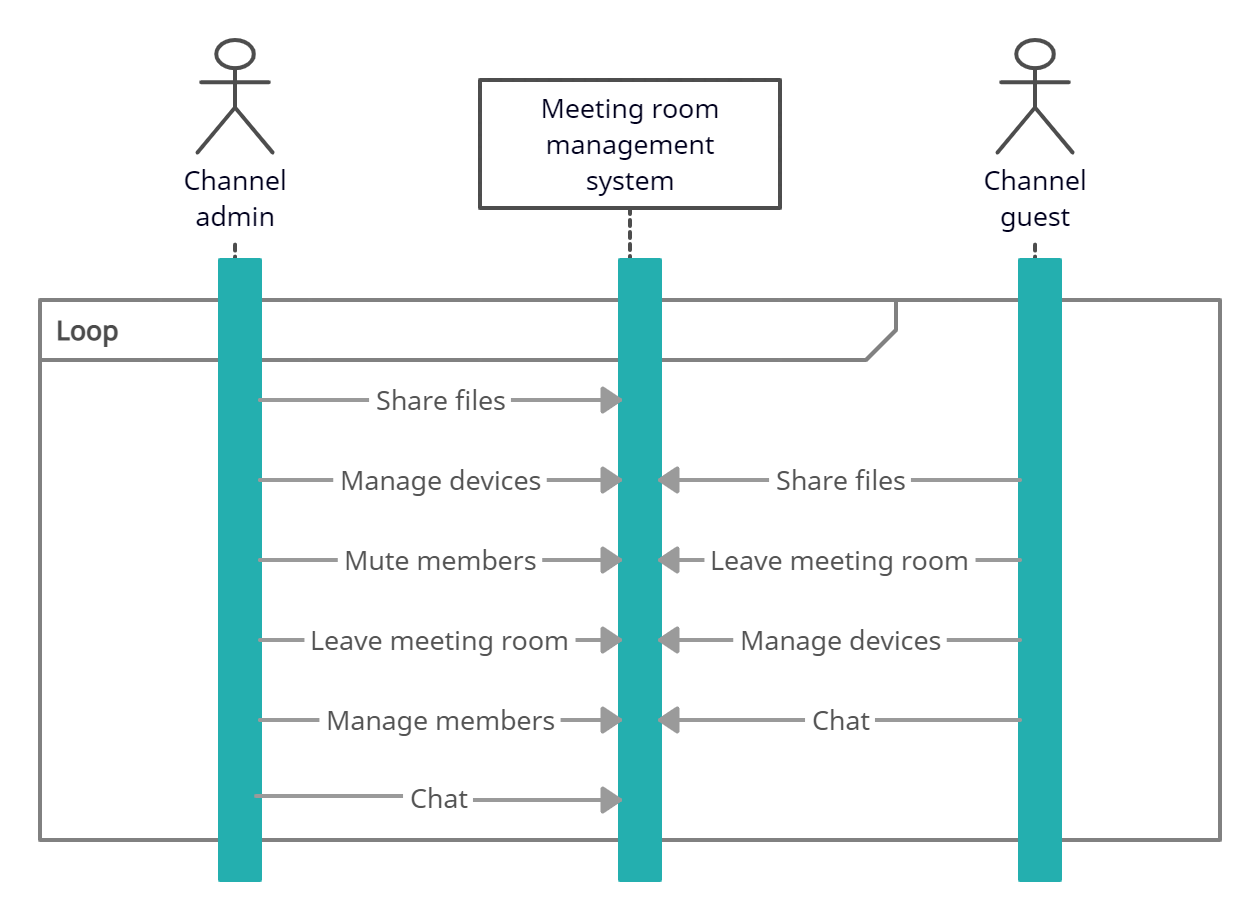 Channel
admin
Meeting room
management
system
Channel
guest
Loop
Share files
Manage devices
Share files
Mute members
Leave meeting room
Leave meeting room
Manage devices
Manage members
Chat
Chat